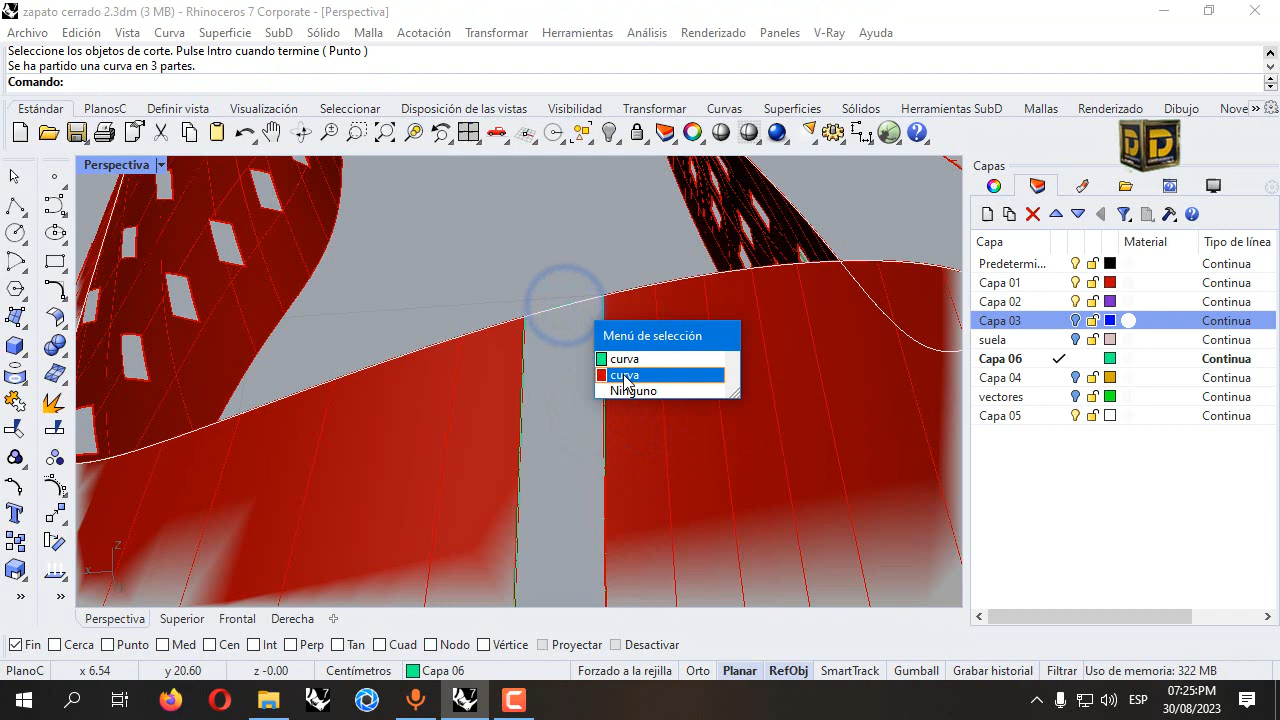 zapato cerrado 2.3dm (3 MB) - Rhinoceros 7 Corporate - [Perspectiva]
Archivo Edición Vista Curva Superficie SubD Sólido Malla Acotación Transformar Herramientas Análisis Renderizado Paneles V-Ray Ayuda
Seleccione los objetos de corte. Pulse Intro cuando termine ( Punto )
Se ha partido una curva en 3 partes.
Comando:
Estándar PlanosC Definir vista Visualización Seleccionar Disposición de las vistas Visibilidad Transformar Curvas Superficies Sólidos Herramientas SubD Mallas Renderizado Dibujo Nove
Perspectiva
Capas
Capa Material Tipo de línea
Predetermi... Continua
Capa 01 Continua
Capa 02 Continua
Capa 03 Continua
suela Continua
Capa 06 Continua
Capa 04 Continua
vectores Continua
Capa 05 Continua
Menú de selección
curva
curva
Ninguno
z
x
Perspectiva Superior Frontal Derecha
Fin Cerca Punto Med Cen Int Perp Tan Cuad Nodo Vértice Proyectar Desactivar
PlanoC x 6.54 y 20.60 z -0.00 Centímetros Capa 06 Forzado a la rejilla Orto Planar RefObj SmartTrack Gumball Grabar historial Filtrar Uso de memoria: 322 MB
ESP
07:25:PM
30/08/2023